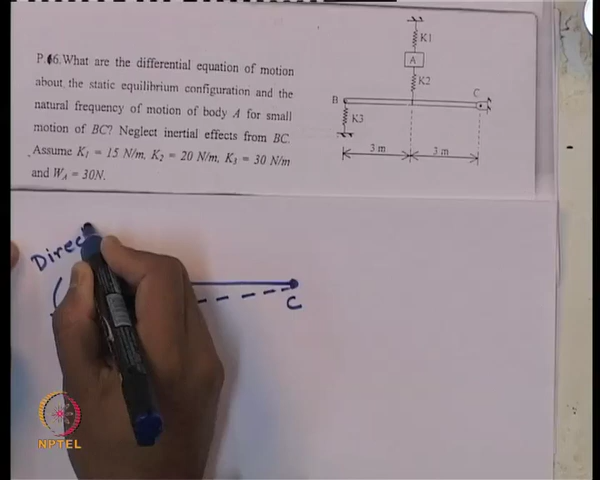 P.6.What are the differential equation of motion
about the static equilibrium configuration and the
natural frequency of motion of body A for small
motion of BC? Neglect inertial effects from BC.
Assume K1 = 15 N/m, K2 = 20 N/m, K3 = 30 N/m
and WA = 30N.
K1
A
K2
B
C
K3
3 m
3 m
Direc
C
NPTEL